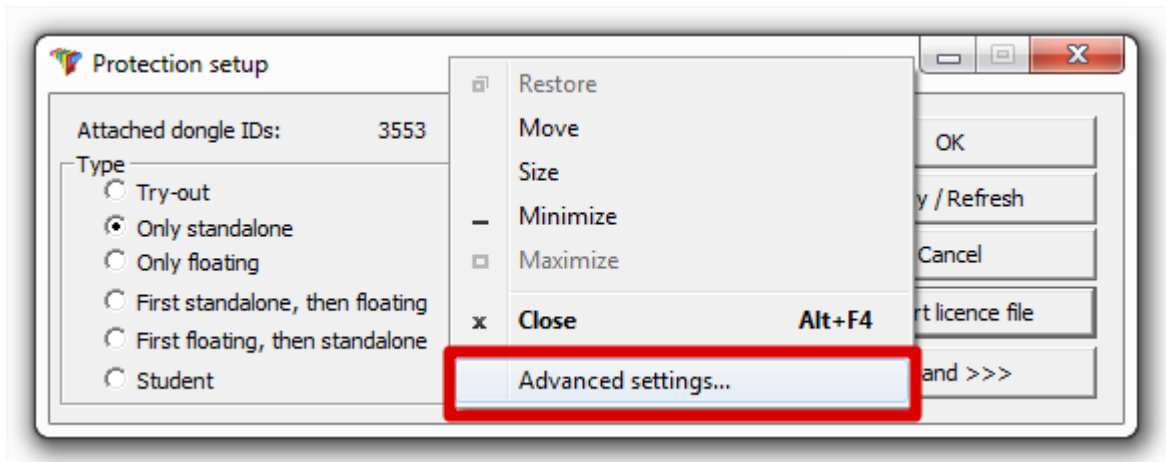 Protection setup
Attached dongle IDs: 3553
Type
Try-out
Only standalone
Only floating
First standalone, then floating
First floating, then standalone
Student
Restore
Move
Size
Minimize
Maximize
Close Alt+F4
Advanced settings...
OK
y / Refresh
Cancel
rt licence file
and >>>